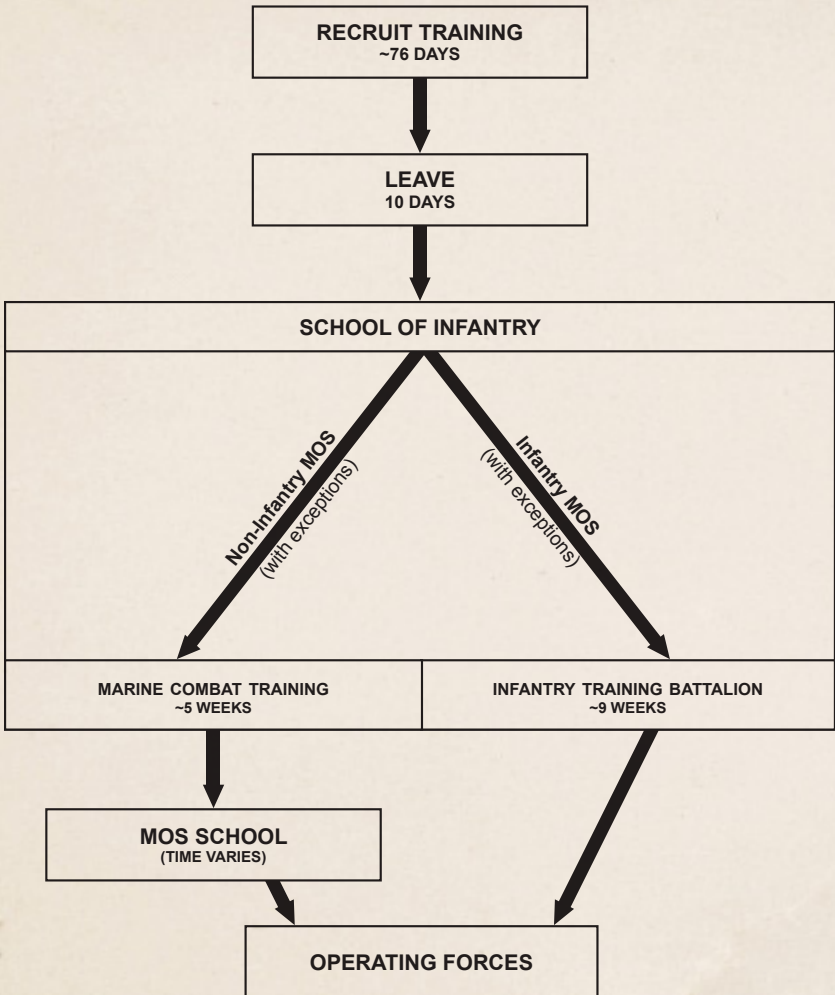 RECRUIT TRAINING
~76 DAYS
LEAVE
10 DAYS
SCHOOL OF INFANTRY
Non-Infantry MOS
(with exceptions)
Infantry MOS
(with exceptions)
MARINE COMBAT TRAINING
~5 WEEKS
INFANTRY TRAINING BATTALION
~9 WEEKS
MOS SCHOOL
(TIME VARIES)
OPERATING FORCES